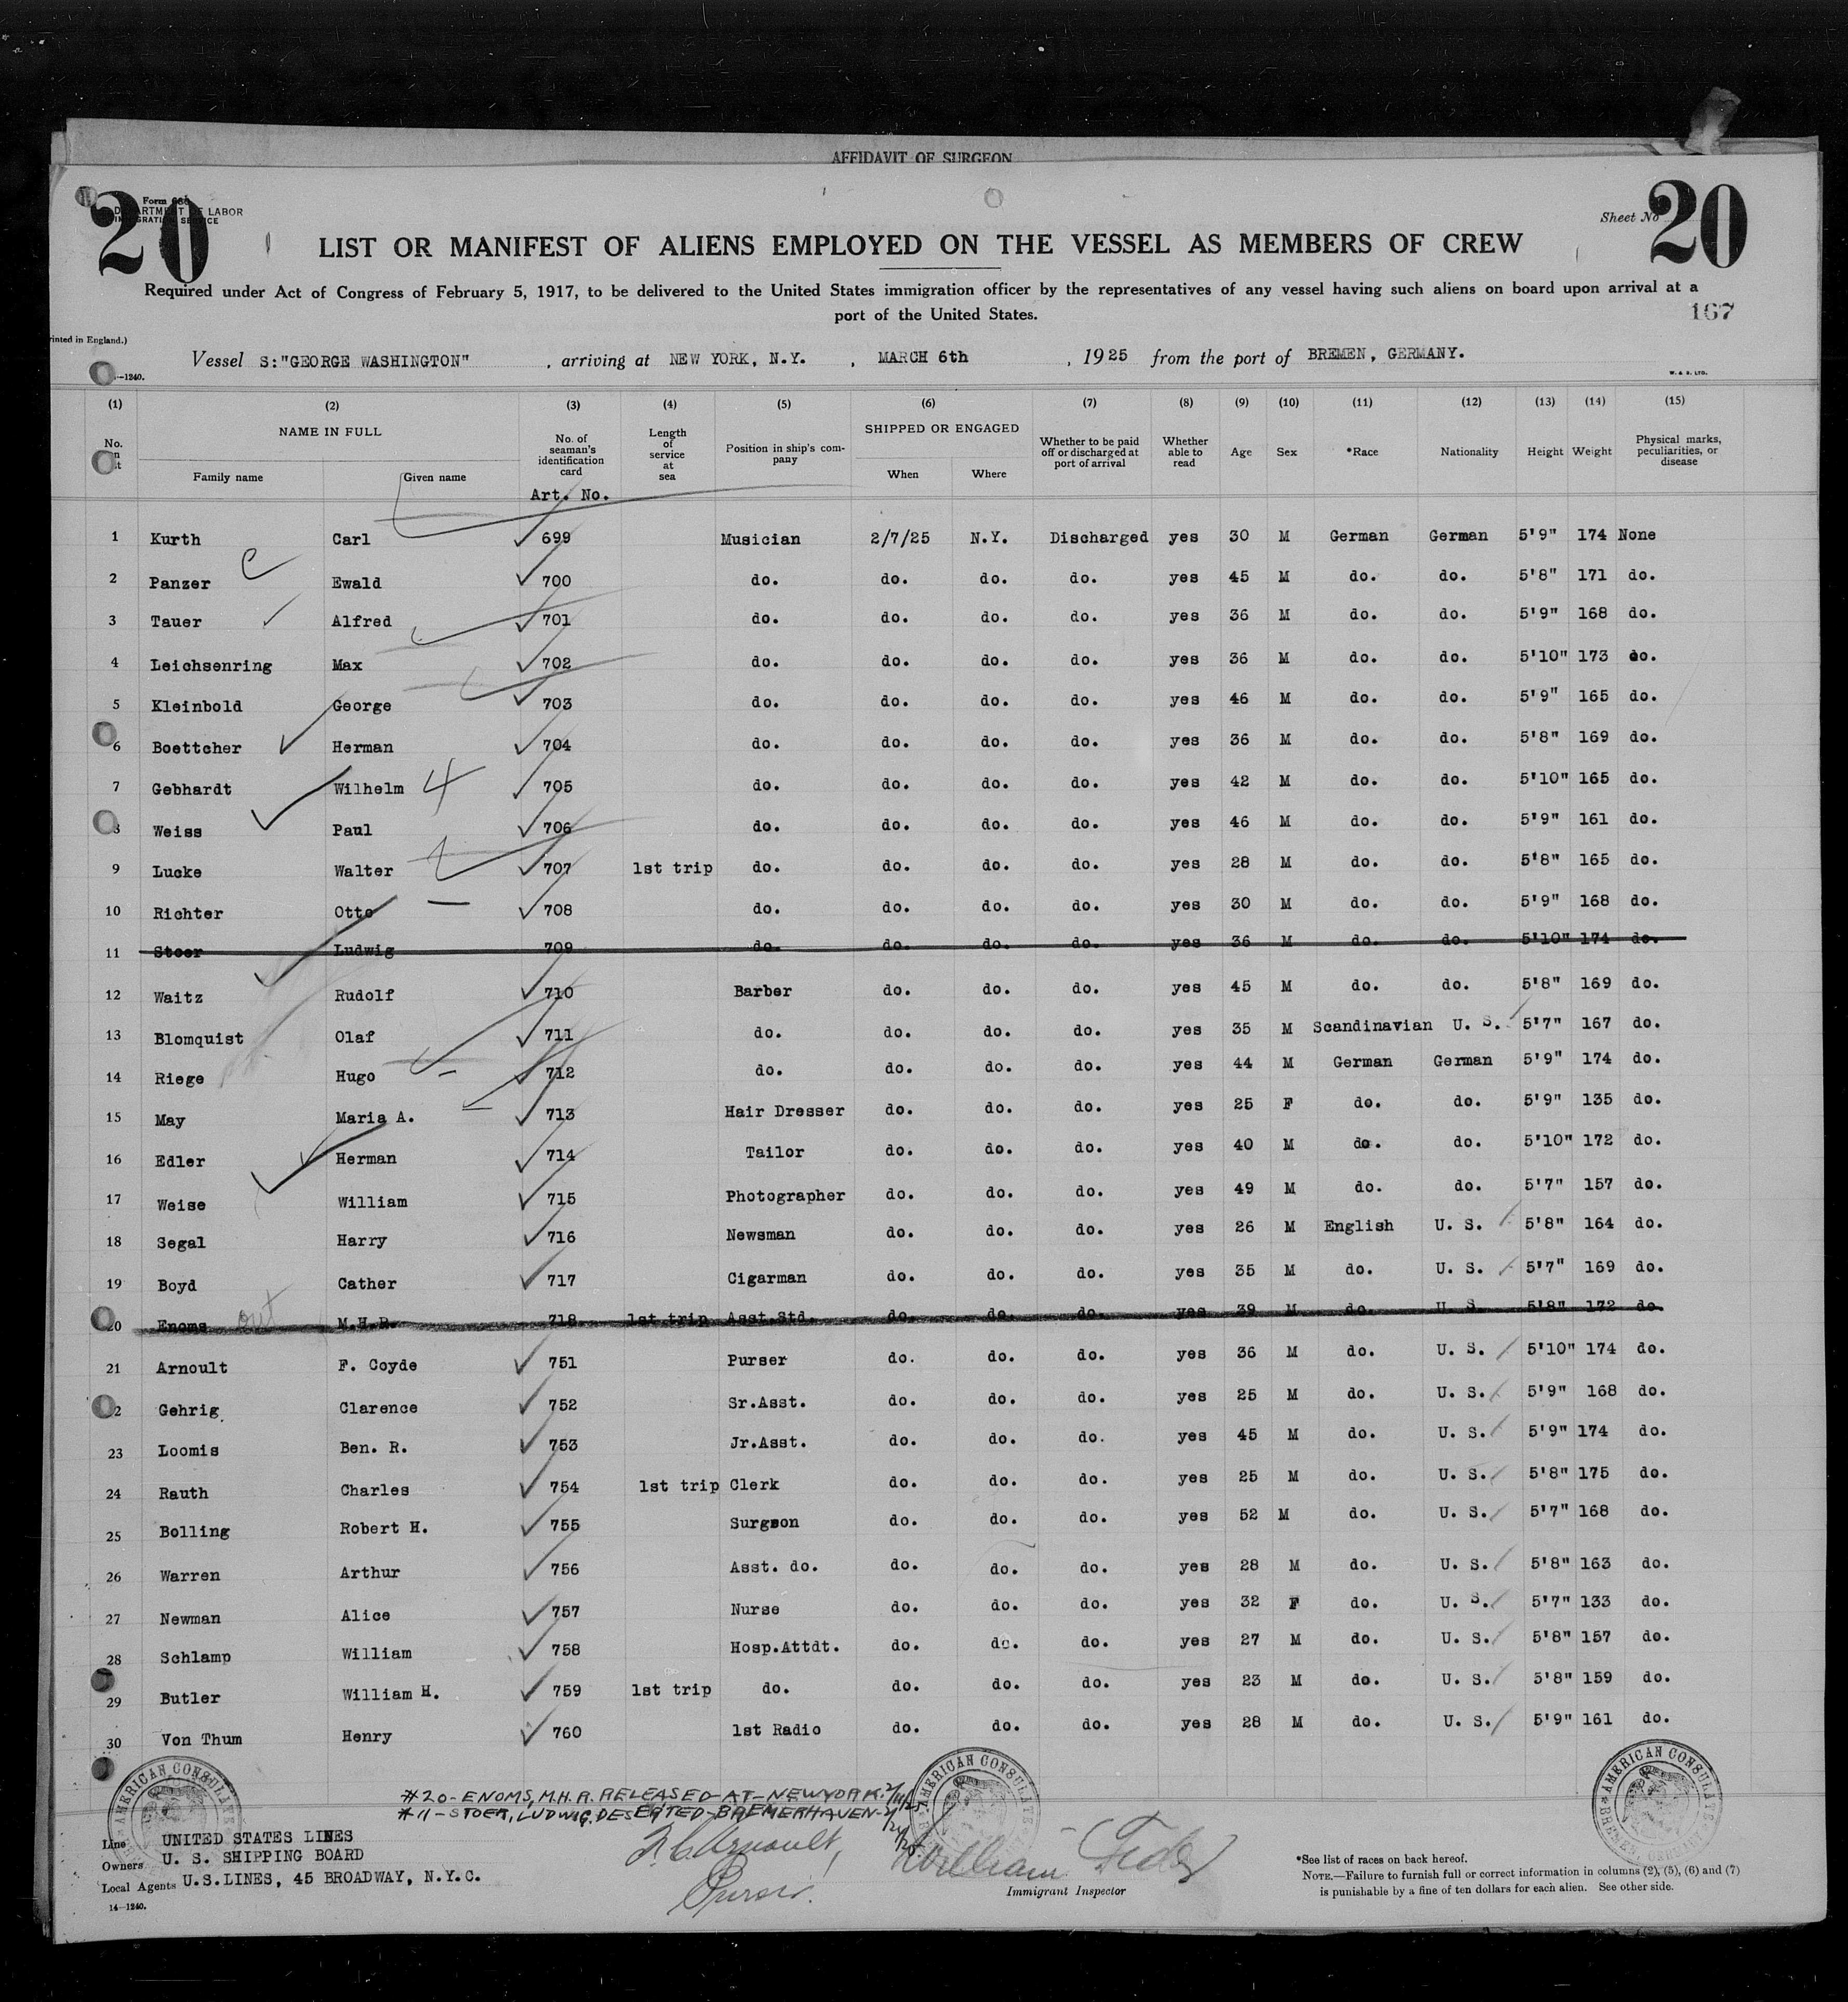 AFFIDAVIT OF SURGEON
20
Form 680
DEPARTMENT OF LABOR
IMMIGRATION SERVICE
Sheet No 20
LIST OR MANIFEST OF ALIENS EMPLOYED ON THE VESSEL AS MEMBERS OF CREW
Required under Act of Congress of February 5, 1917, to be delivered to the United States immigration officer by the representatives of any vessel having such aliens on board upon arrival at a
port of the United States.
167
rinted in England.)
Vessel S:"GEORGE WASHINGTON" , arriving at NEW YORK, N.Y. , MARCH 6th , 1925 from the port of BREMEN, GERMANY.
—1240.
W. & S. LTD.
(1) (2) (3) (4) (5) (6) (7) (8) (9) (10) (11) (12) (13) (14) (15)
No. NAME IN FULL No. of seaman's identification card Length of service at sea Position in ship's company SHIPPED OR ENGAGED Whether to be paid off or discharged at port of arrival Whether able to read Age Sex *Race Nationality Height Weight Physical marks, peculiarities, or disease
Family name Given name When Where
Art. No.
1 Kurth Carl 699 Musician 2/7/25 N.Y. Discharged yes 30 M German German 5'9" 174 None
2 Panzer Ewald 700 do. do. do. do. yes 45 M do. do. 5'8" 171 do.
3 Tauer Alfred 701 do. do. do. do. yes 36 M do. do. 5'9" 168 do.
4 Leichsenring Max 702 do. do. do. do. yes 36 M do. do. 5'10" 173 do.
5 Kleinbold George 703 do. do. do. do. yes 46 M do. do. 5'9" 165 do.
6 Boettcher Herman 704 do. do. do. do. yes 36 M do. do. 5'8" 169 do.
7 Gebhardt Wilhelm 4 705 do. do. do. do. yes 42 M do. do. 5'10" 165 do.
8 Weiss Paul 706 do. do. do. do. yes 46 M do. do. 5'9" 161 do.
9 Lucke Walter 707 1st trip do. do. do. do. yes 28 M do. do. 5'8" 165 do.
10 Richter Otto 708 do. do. do. do. yes 30 M do. do. 5'9" 168 do.
11 Stoer Ludwig 709 do. do. do. do. yes 36 M do. do. 5'10" 174 do.
12 Waitz Rudolf 710 Barber do. do. do. yes 45 M do. do. 5'8" 169 do.
13 Blomquist Olaf 711 do. do. do. do. yes 35 M Scandinavian U. S. 5'7" 167 do.
14 Riege Hugo 712 do. do. do. do. yes 44 M German German 5'9" 174 do.
15 May Maria A. 713 Hair Dresser do. do. do. yes 25 F do. do. 5'9" 135 do.
16 Edler Herman 714 Tailor do. do. do. yes 40 M do. do. 5'10" 172 do.
17 Weise William 715 Photographer do. do. do. yes 49 M do. do. 5'7" 157 do.
18 Segal Harry 716 Newsman do. do. do. yes 26 M English U. S. 5'8" 164 do.
19 Boyd Cather 717 Cigarman do. do. do. yes 35 M do. U. S. 5'7" 169 do.
20 Enoms out M.H.R. 718 1st trip Asst.Std. do. do. do. yes 39 M do. U. S. 5'8" 172 do.
21 Arnoult F. Coyde 751 Purser do. do. do. yes 36 M do. U. S. 5'10" 174 do.
22 Gehrig Clarence 752 Sr.Asst. do. do. do. yes 25 M do. U. S. 5'9" 168 do.
23 Loomis Ben. R. 753 Jr.Asst. do. do. do. yes 45 M do. U. S. 5'9" 174 do.
24 Rauth Charles 754 1st trip Clerk do. do. do. yes 25 M do. U. S. 5'8" 175 do.
25 Bolling Robert H. 755 Surgeon do. do. do. yes 52 M do. U. S. 5'7" 168 do.
26 Warren Arthur 756 Asst. do. do. do. do. yes 28 M do. U. S. 5'8" 163 do.
27 Newman Alice 757 Nurse do. do. do. yes 32 F do. U. S. 5'7" 133 do.
28 Schlamp William 758 Hosp.Attdt. do. do. do. yes 27 M do. U. S. 5'8" 157 do.
29 Butler William H. 759 1st trip do. do. do. do. yes 23 M do. U. S. 5'8" 159 do.
30 Von Thum Henry 760 1st Radio do. do. do. yes 28 M do. U. S. 5'9" 161 do.
#20-ENOMS, M.H.R. RELEASED-AT-NEWYORK. 2/11/25
#11-STOER, LUDWIG. DESERTED-BREMERHAVEN-2/21/25
AMERICAN CONSULATE
AMERICAN CONSULATE
AMERICAN CONSULATE BREMEN, GERMANY
Line UNITED STATES LINES
Owners U. S. SHIPPING BOARD
Local Agents U.S.LINES, 45 BROADWAY, N.Y.C.
14—1240.
F. C. Arnoult,
Purser.
William
Immigrant Inspector
*See list of races on back hereof.
NOTE.—Failure to furnish full or correct information in columns (2), (5), (6) and (7)
is punishable by a fine of ten dollars for each alien. See other side.